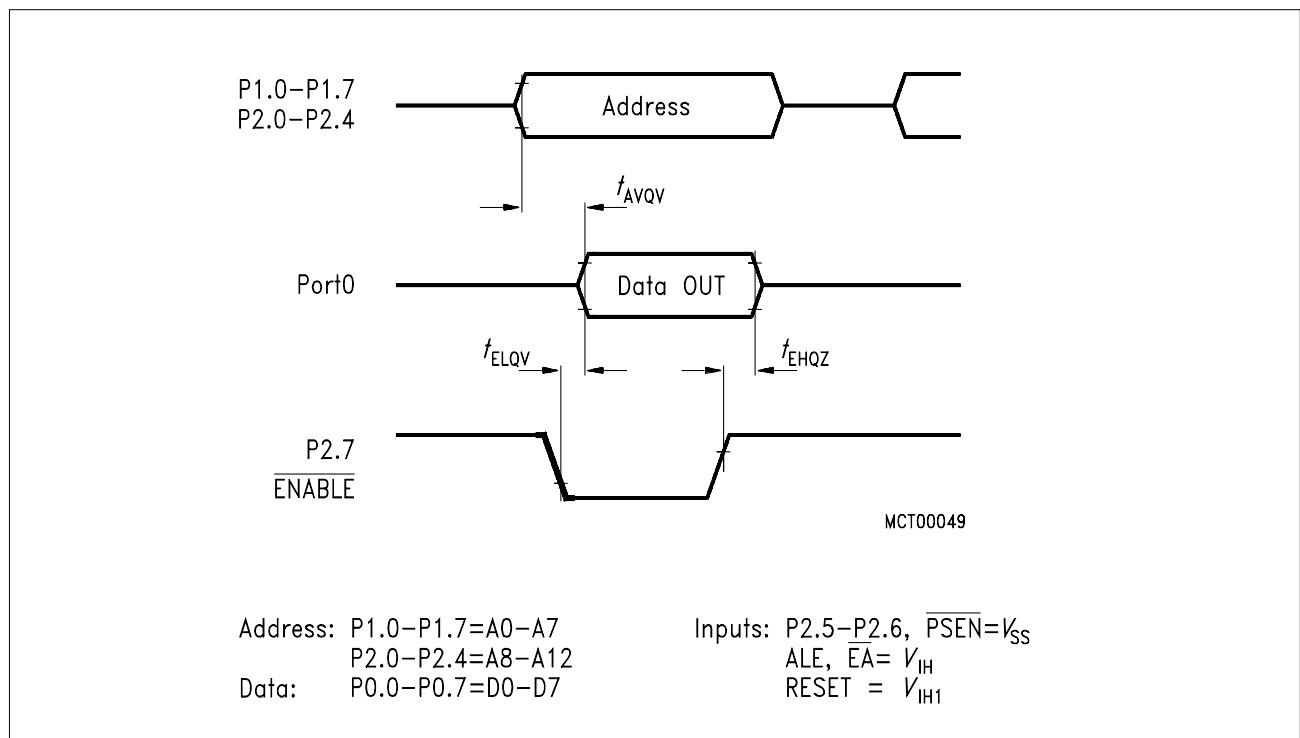 P1.0-P1.7
P2.0-P2.4
Address
tAVQV
Port0
Data OUT
tELQV
tEHQZ
P2.7
ENABLE
MCT00049
Address: P1.0-P1.7=A0-A7
P2.0-P2.4=A8-A12
Data: P0.0-P0.7=D0-D7
Inputs: P2.5-P2.6, PSEN=VSS
ALE, EA= VIH
RESET = VIH1